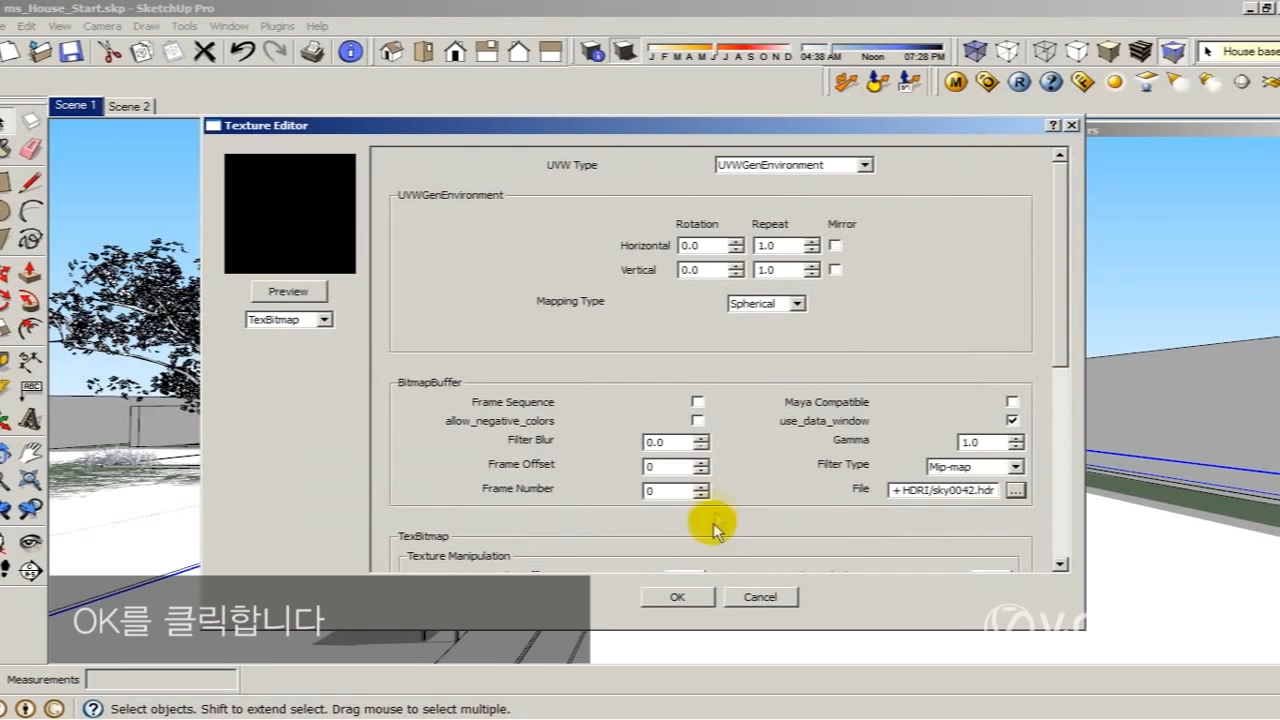 ms_House_Start.skp - SketchUp Pro
Edit View Camera Draw Tools Window Plugins Help
J F M A M J J A S O N D 04:38 AM Noon 07:28 PM House base
M R ?
Scene 1 Scene 2
Texture Editor
UVW Type UVWGenEnvironment
UVWGenEnvironment
Rotation Repeat Mirror
Horizontal 0.0 1.0
Vertical 0.0 1.0
Mapping Type Spherical
Preview
TexBitmap
BitmapBuffer
Frame Sequence Maya Compatible
allow_negative_colors use_data_window
Filter Blur 0.0 Gamma 1.0
Frame Offset 0 Filter Type Mip-map
Frame Number 0 File +HDRI/sky0042.hdr ...
TexBitmap
Texture Manipulation
ABC
OK Cancel
OK를 클릭합니다
Measurements
Select objects. Shift to extend select. Drag mouse to select multiple.